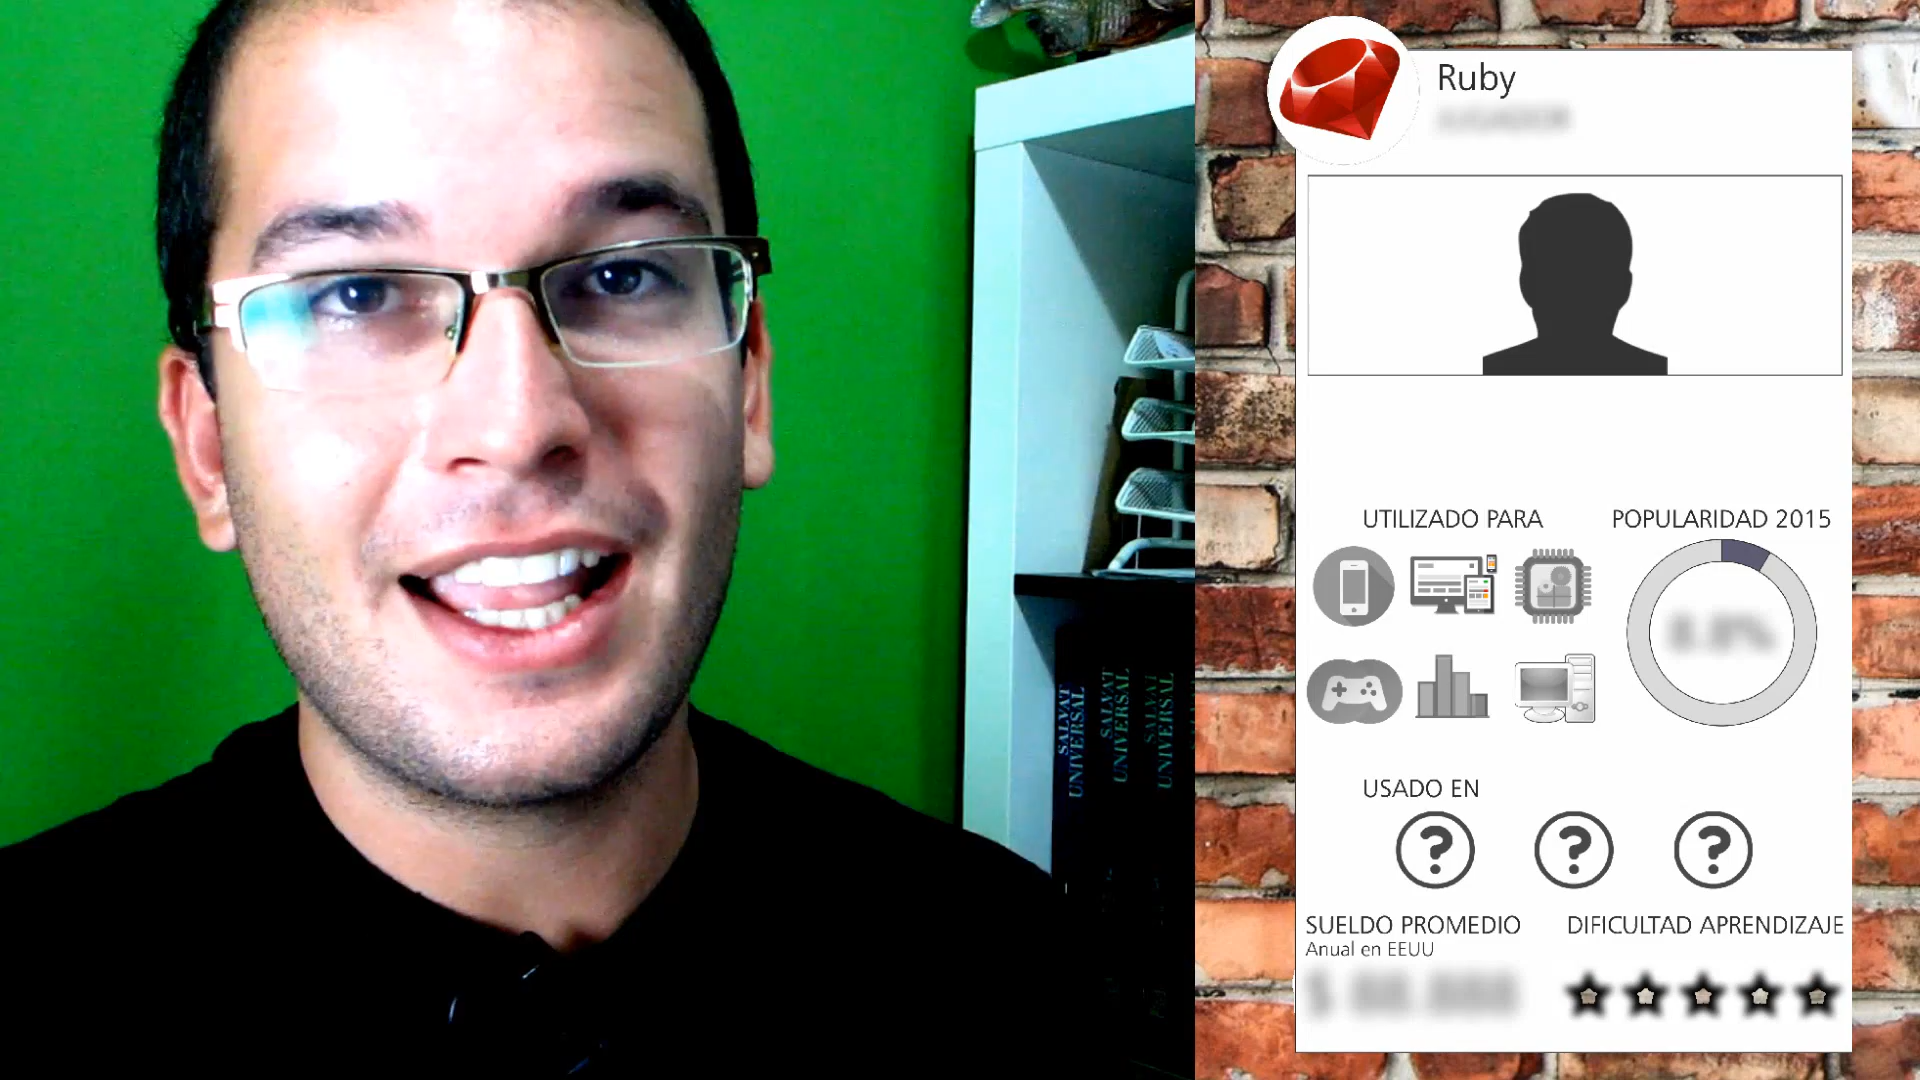 Ruby
UTILIZADO PARA
POPULARIDAD 2015
USADO EN
? ? ?
SUELDO PROMEDIO
DIFICULTAD APRENDIZAJE
Anual en EEUU
SALVAT
UNIVERSAL
SALVAT
UNIVERSAL
SALVAT
UNIVERSAL